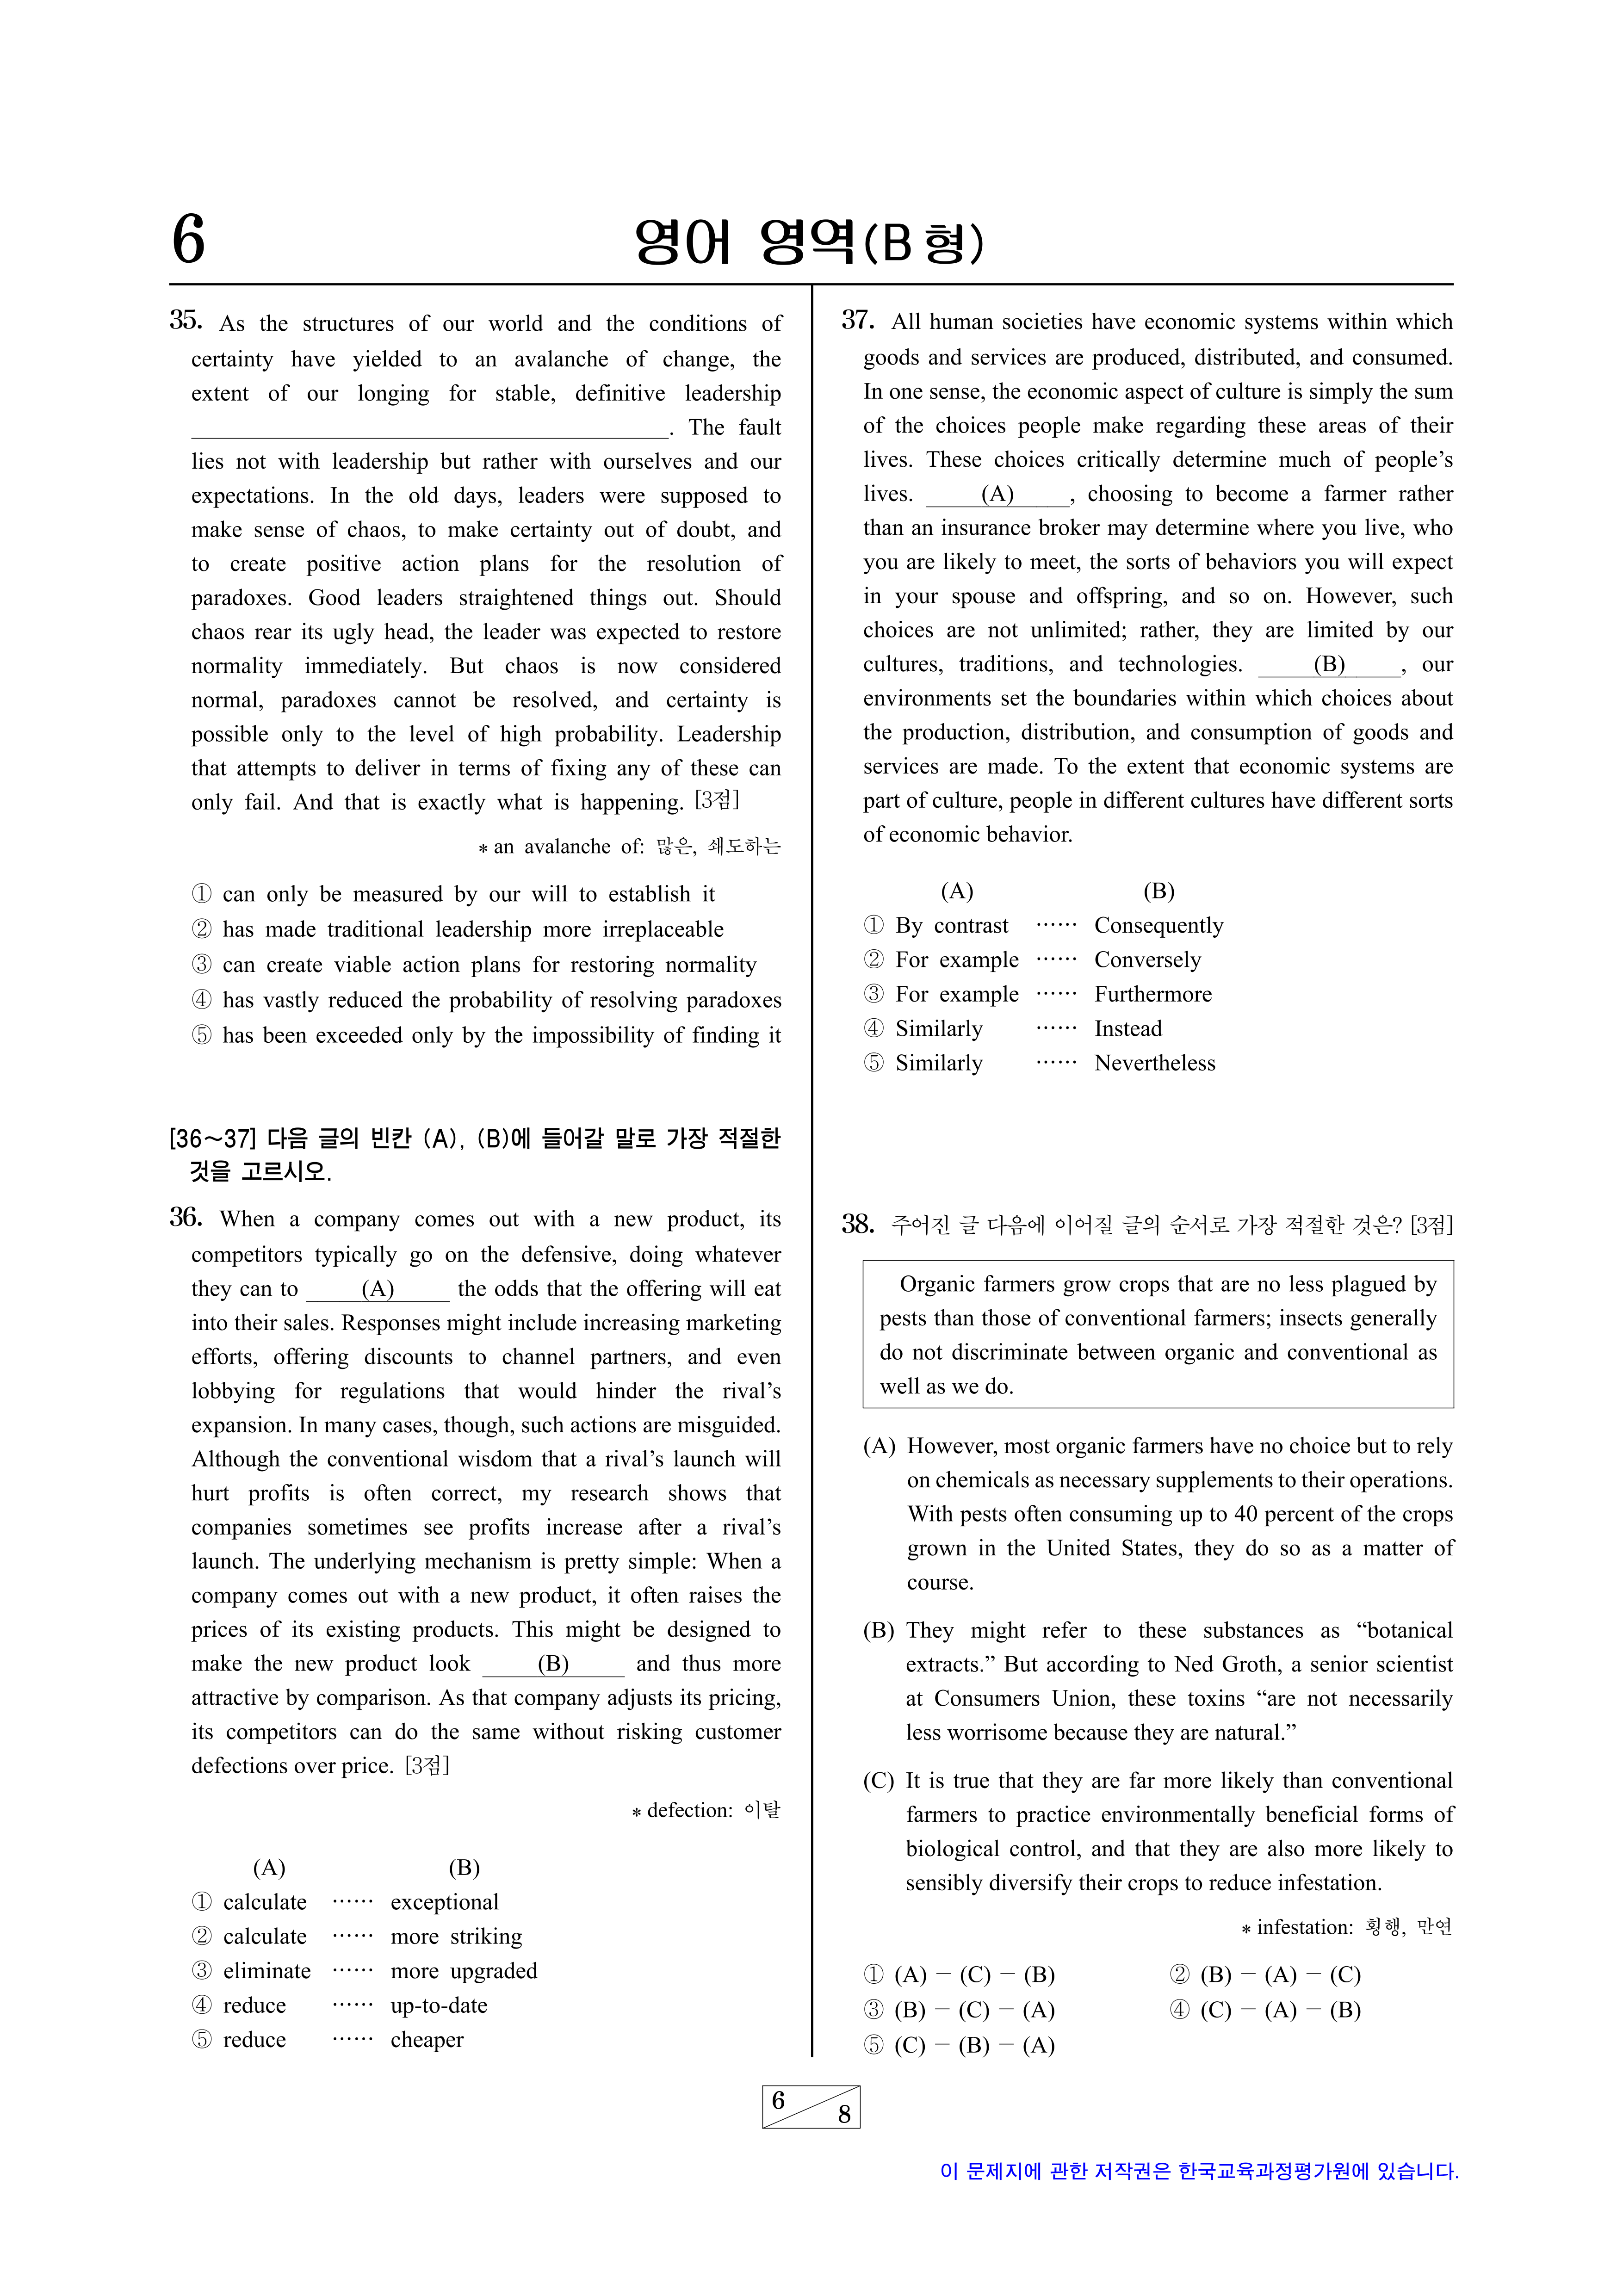 6
영어 영역(B 형)
35. As the structures of our world and the conditions of
certainty have yielded to an avalanche of change, the
extent of our longing for stable, definitive leadership
. The fault
lies not with leadership but rather with ourselves and our
expectations. In the old days, leaders were supposed to
make sense of chaos, to make certainty out of doubt, and
to create positive action plans for the resolution of
paradoxes. Good leaders straightened things out. Should
chaos rear its ugly head, the leader was expected to restore
normality immediately. But chaos is now considered
normal, paradoxes cannot be resolved, and certainty is
possible only to the level of high probability. Leadership
that attempts to deliver in terms of fixing any of these can
only fail. And that is exactly what is happening. [3점]
* an avalanche of: 많은, 쇄도하는
① can only be measured by our will to establish it
② has made traditional leadership more irreplaceable
③ can create viable action plans for restoring normality
④ has vastly reduced the probability of resolving paradoxes
⑤ has been exceeded only by the impossibility of finding it
[36~37] 다음 글의 빈칸 (A), (B)에 들어갈 말로 가장 적절한
것을 고르시오.
36. When a company comes out with a new product, its
competitors typically go on the defensive, doing whatever
they can to (A) the odds that the offering will eat
into their sales. Responses might include increasing marketing
efforts, offering discounts to channel partners, and even
lobbying for regulations that would hinder the rival's
expansion. In many cases, though, such actions are misguided.
Although the conventional wisdom that a rival's launch will
hurt profits is often correct, my research shows that
companies sometimes see profits increase after a rival's
launch. The underlying mechanism is pretty simple: When a
company comes out with a new product, it often raises the
prices of its existing products. This might be designed to
make the new product look (B) and thus more
attractive by comparison. As that company adjusts its pricing,
its competitors can do the same without risking customer
defections over price. [3점]
* defection: 이탈
(A) (B)
① calculate ······ exceptional
② calculate ······ more striking
③ eliminate ······ more upgraded
④ reduce ······ up-to-date
⑤ reduce ······ cheaper
37. All human societies have economic systems within which
goods and services are produced, distributed, and consumed.
In one sense, the economic aspect of culture is simply the sum
of the choices people make regarding these areas of their
lives. These choices critically determine much of people's
lives. (A) , choosing to become a farmer rather
than an insurance broker may determine where you live, who
you are likely to meet, the sorts of behaviors you will expect
in your spouse and offspring, and so on. However, such
choices are not unlimited; rather, they are limited by our
cultures, traditions, and technologies. (B) , our
environments set the boundaries within which choices about
the production, distribution, and consumption of goods and
services are made. To the extent that economic systems are
part of culture, people in different cultures have different sorts
of economic behavior.
(A) (B)
① By contrast ······ Consequently
② For example ······ Conversely
③ For example ······ Furthermore
④ Similarly ······ Instead
⑤ Similarly ······ Nevertheless
38. 주어진 글 다음에 이어질 글의 순서로 가장 적절한 것은? [3점]
Organic farmers grow crops that are no less plagued by
pests than those of conventional farmers; insects generally
do not discriminate between organic and conventional as
well as we do.
(A) However, most organic farmers have no choice but to rely
on chemicals as necessary supplements to their operations.
With pests often consuming up to 40 percent of the crops
grown in the United States, they do so as a matter of
course.
(B) They might refer to these substances as “botanical
extracts.” But according to Ned Groth, a senior scientist
at Consumers Union, these toxins “are not necessarily
less worrisome because they are natural.”
(C) It is true that they are far more likely than conventional
farmers to practice environmentally beneficial forms of
biological control, and that they are also more likely to
sensibly diversify their crops to reduce infestation.
* infestation: 횡행, 만연
① (A) － (C) － (B) ② (B) － (A) － (C)
③ (B) － (C) － (A) ④ (C) － (A) － (B)
⑤ (C) － (B) － (A)
6
8
이 문제지에 관한 저작권은 한국교육과정평가원에 있습니다.